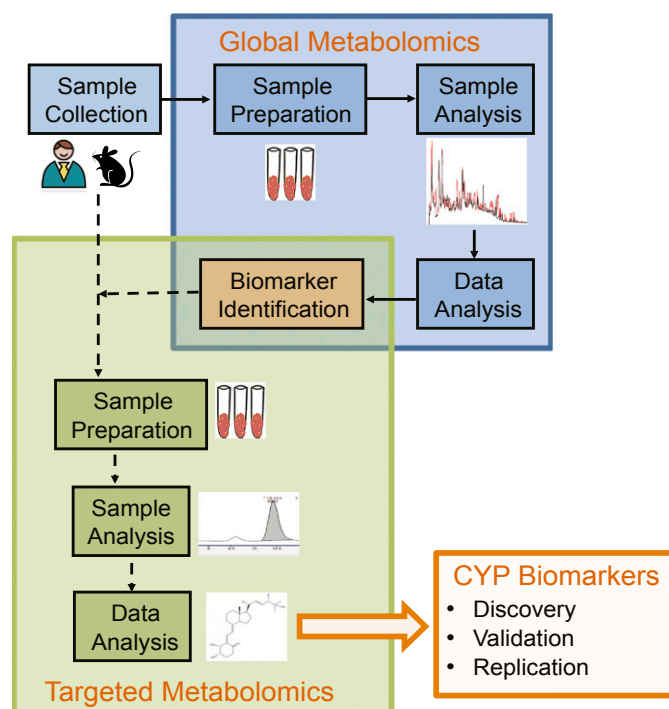 Global Metabolomics
Sample
Collection
Sample
Preparation
Sample
Analysis
Biomarker
Identification
Data
Analysis
Sample
Preparation
Sample
Analysis
Data
Analysis
CYP Biomarkers
• Discovery
• Validation
• Replication
Targeted Metabolomics